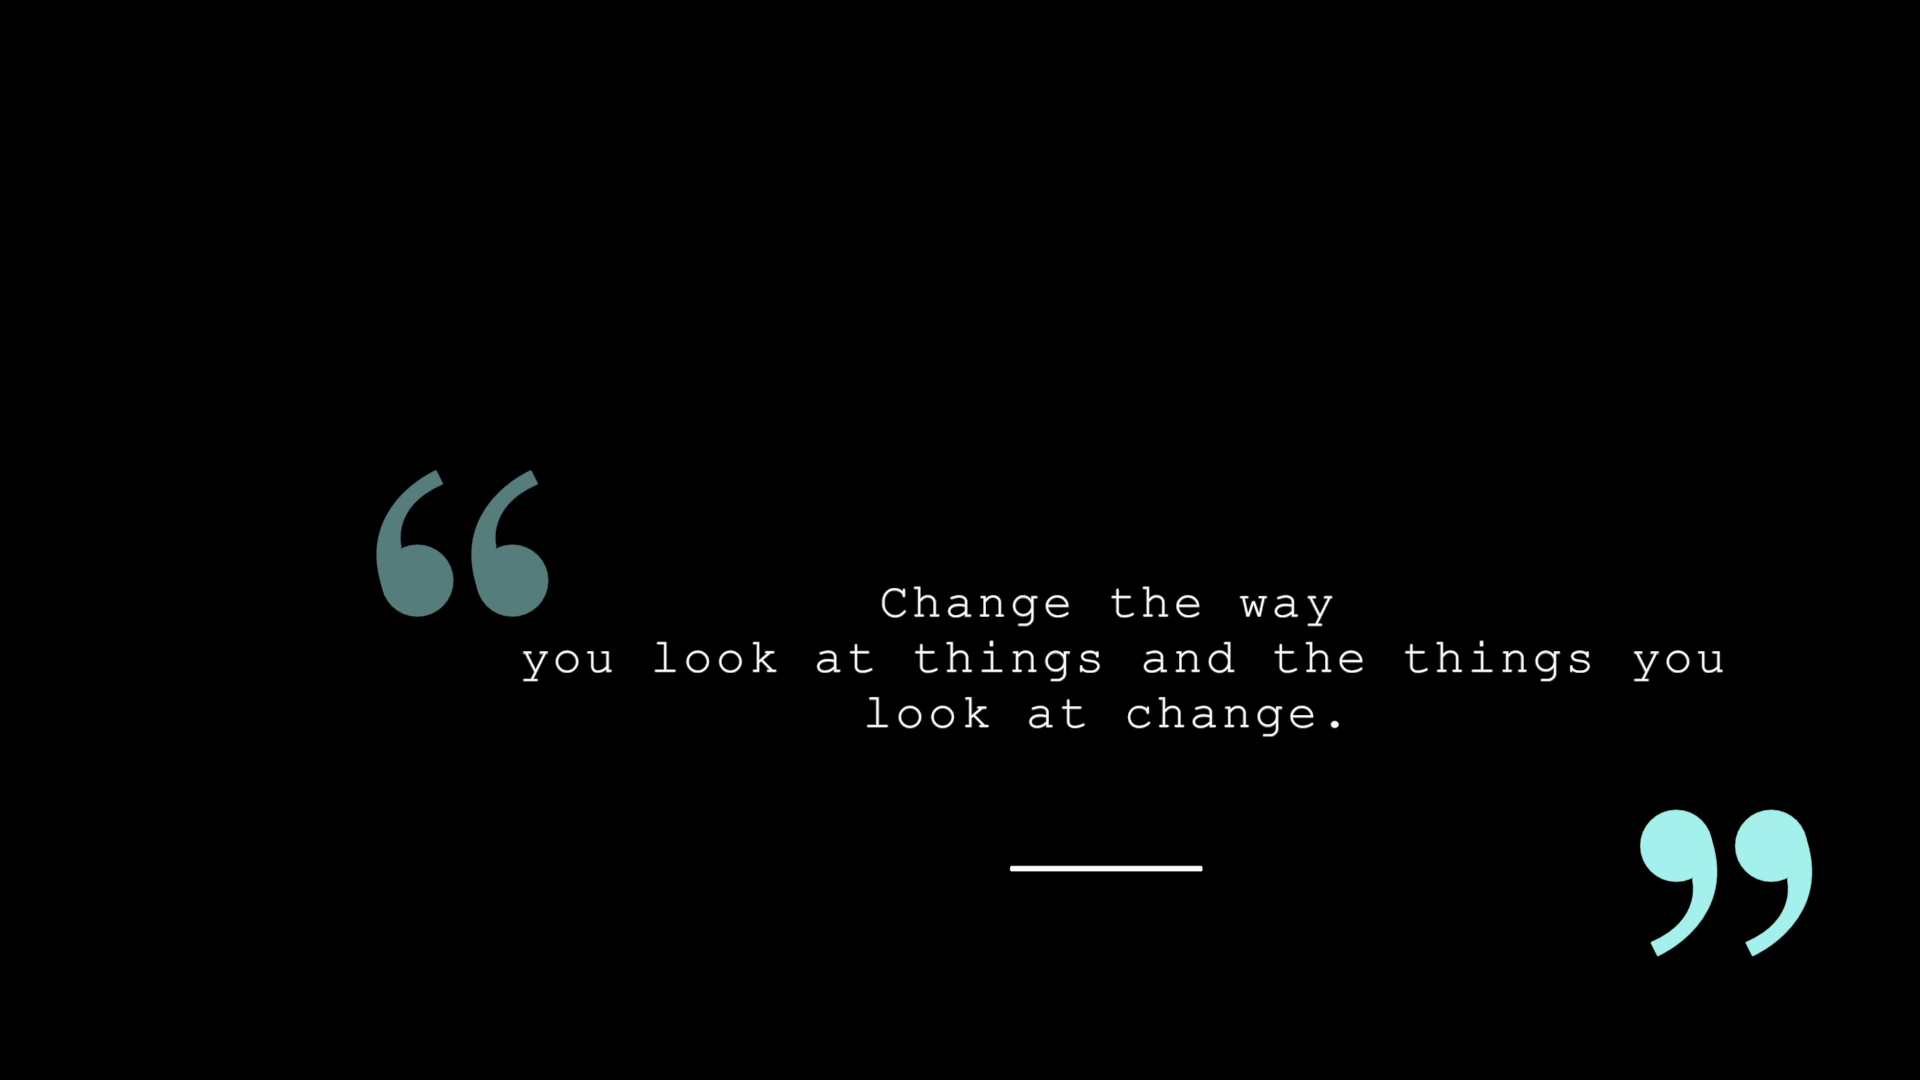 “
Change the way
you look at things and the things you
look at change.
”